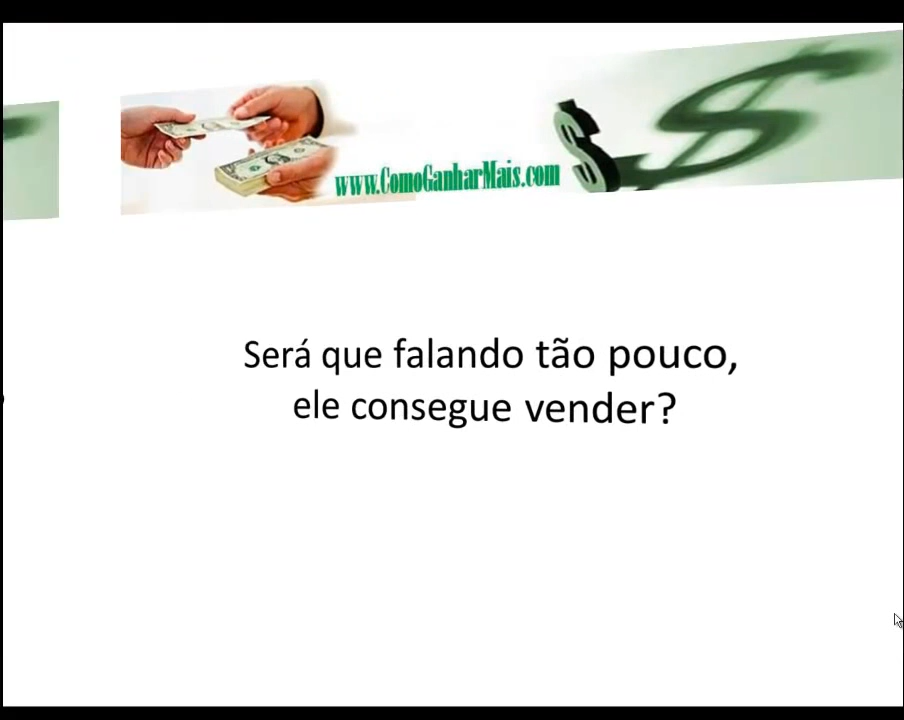 www.ComoGanharMais.com
Será que falando tão pouco,
ele consegue vender?